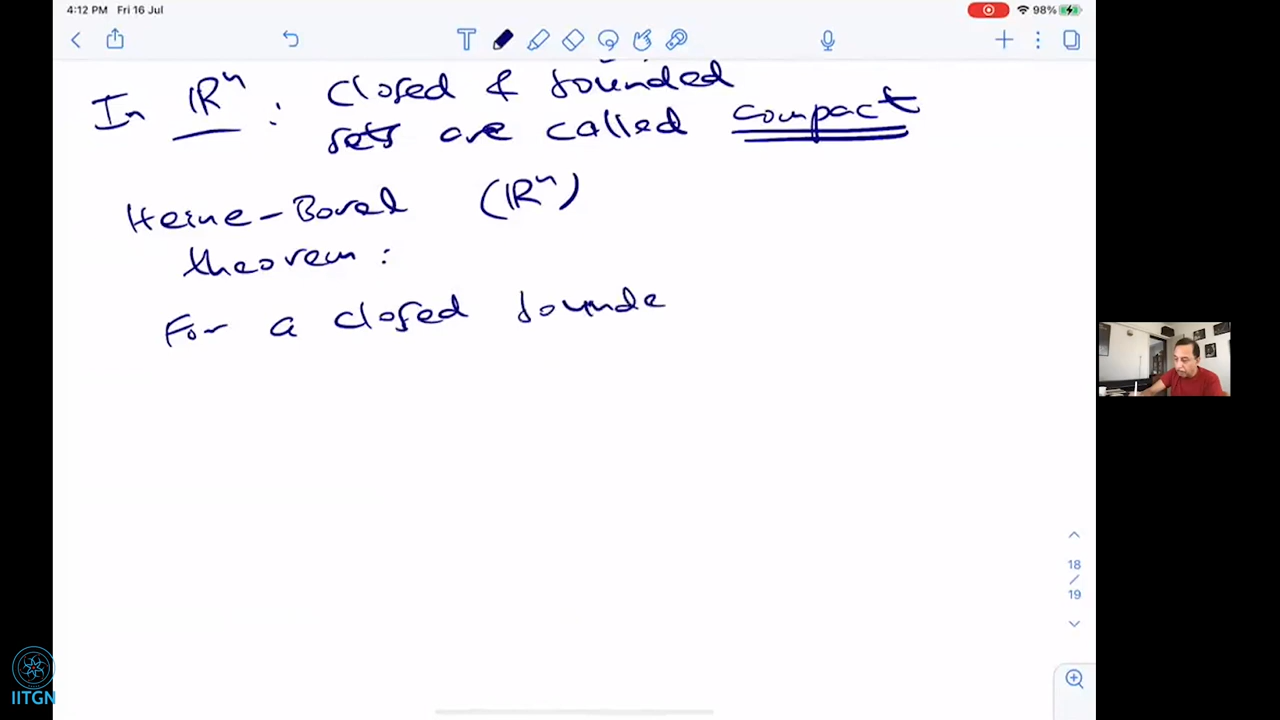 4:12 PM Fri 16 Jul
98%
In ℝⁿ : closed & bounded
sets are called compact
Heine-Borel (ℝⁿ)
theorem :
For a closed bounde
18
/
19
IITGN